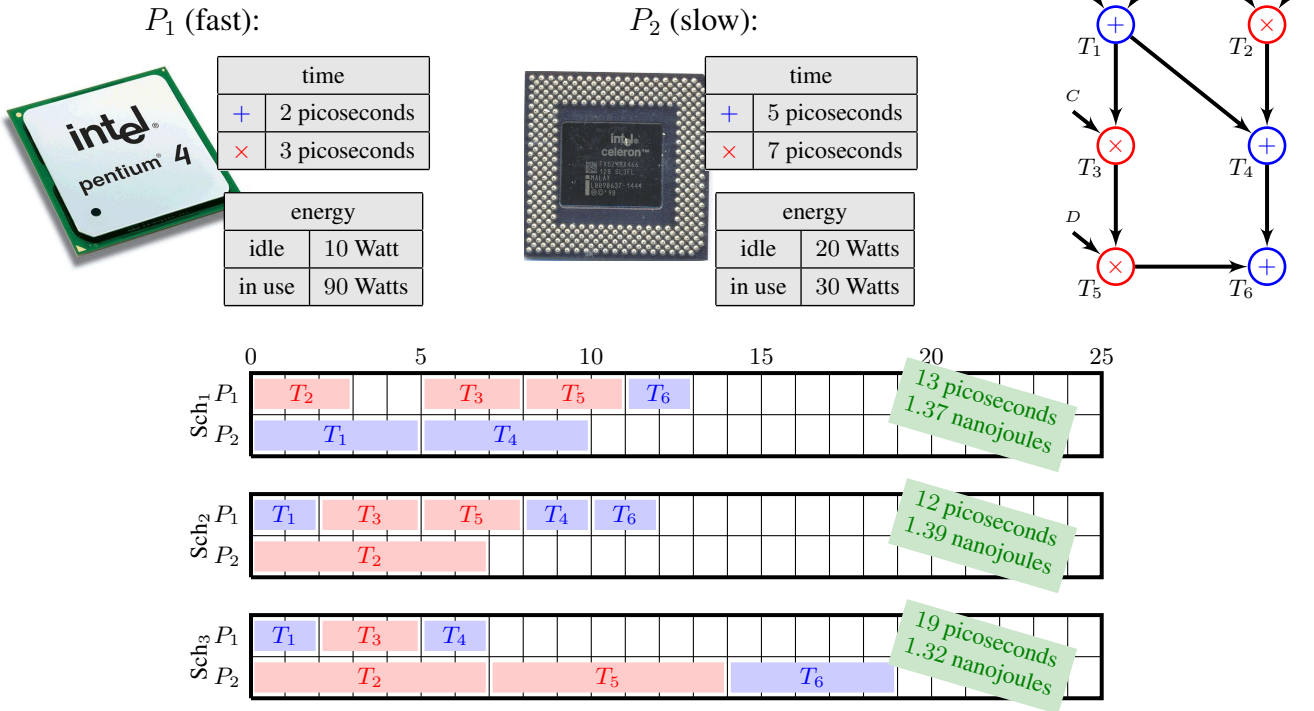 P₁ (fast):
P₂ (slow):
intel®
pentium® 4
time
+ 2 picoseconds
× 3 picoseconds
energy
idle 10 Watt
in use 90 Watts
intel®
celeron™
time
+ 5 picoseconds
× 7 picoseconds
energy
idle 20 Watts
in use 30 Watts
+ ×
T₁ T₂
C
× +
T₃ T₄
D
× +
T₅ T₆
0 5 10 15 20 25
Sch₁
P₁ T₂ T₃ T₅ T₆
P₂ T₁ T₄
13 picoseconds
1.37 nanojoules
Sch₂
P₁ T₁ T₃ T₅ T₄ T₆
P₂ T₂
12 picoseconds
1.39 nanojoules
Sch₃
P₁ T₁ T₃ T₄
P₂ T₂ T₅ T₆
19 picoseconds
1.32 nanojoules